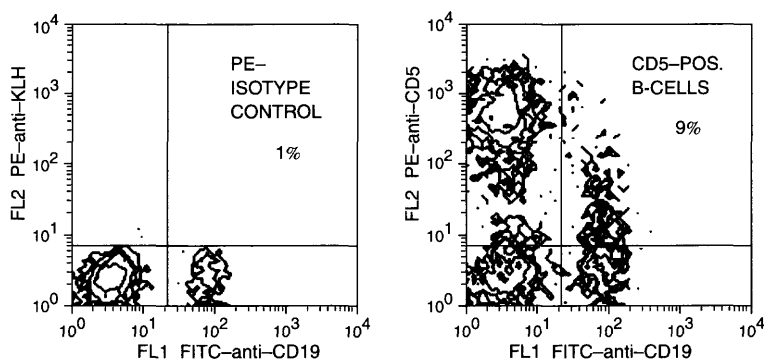 10⁴
10³
10²
10¹
10⁰
FL2 PE–anti–KLH
PE–
ISOTYPE
CONTROL
1%
10⁰ 10¹ 10² 10³ 10⁴
FL1 FITC–anti–CD19
10⁴
10³
10²
10¹
10⁰
FL2 PE–anti–CD5
CD5–POS.
B–CELLS
9%
10⁰ 10¹ 10² 10³ 10⁴
FL1 FITC–anti–CD19